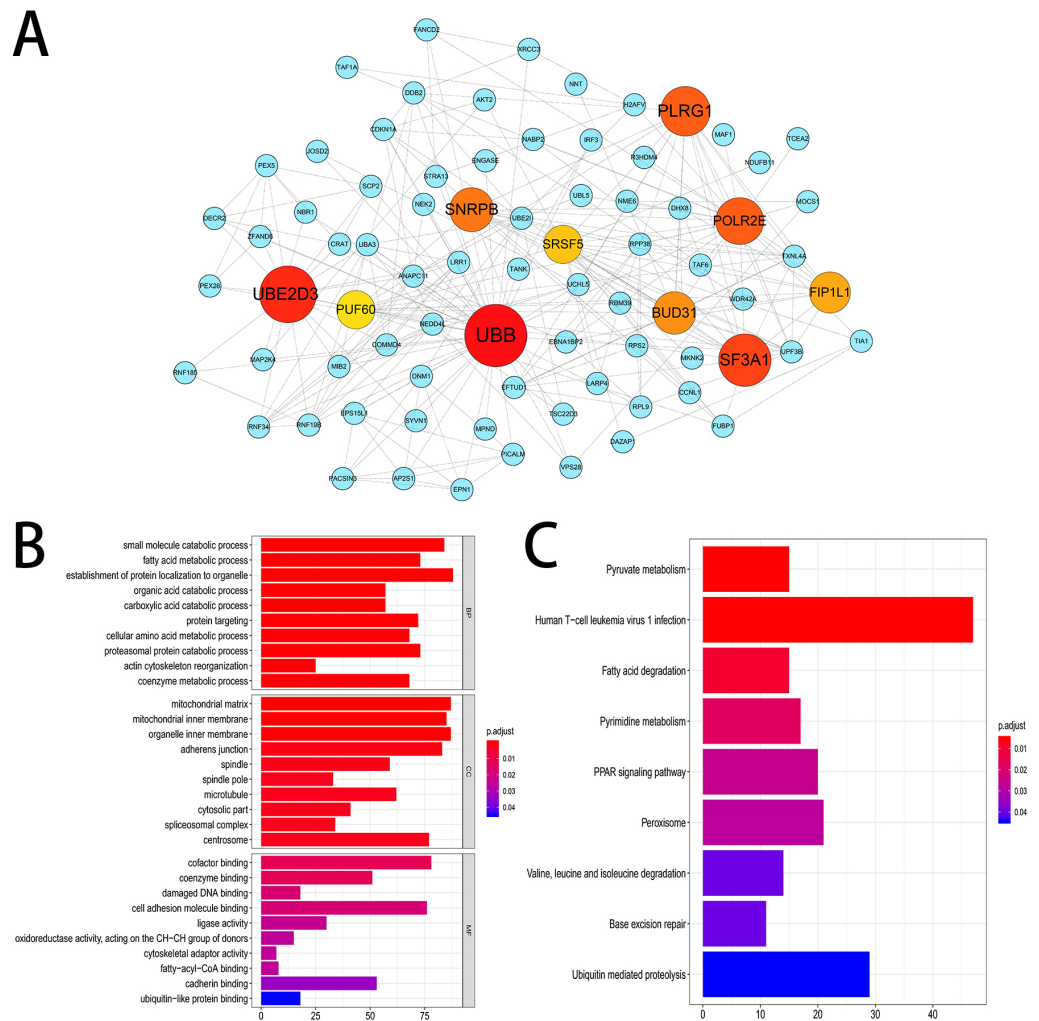 A
FANCD2
XRCC3
TAF1A
NNT
DDB2
AKT2
H2AFV
PLRG1
CDKN1A
NABP2
IRF3
MAF1
TCEA2
JOSD2
ENGASE
R3HDM4
NDUFB11
PEX5
STRA13
SCP2
UBL5
NME6
MOCS1
NEK2
SNRPB
UBE2I
DHX8
POLR2E
DECR2
NBR1
ZFAND6
CRAT
UBA3
SRSF5
RPP38
TXNL4A
LRR1
TANK
TAF6
ANAPC11
PEX26
UBE2D3
UCHL5
FIP1L1
WDR42A
RBM39
PUF60
BUD31
NEDD4L
UBB
EBNA1BP2
RPS2
TIA1
COMMD4
MKNK2
UPF3B
MAP2K4
SF3A1
MIB2
RNF185
DNM1
EFTUD1
LARP4
CCNL1
RPL9
EPS15L1
TSC22D3
SYVN1
RNF34
RNF19B
MPND
FUBP1
DAZAP1
PICALM
VPS28
PACSIN3
AP2S1
EPN1
B
small molecule catabolic process
fatty acid metabolic process
establishment of protein localization to organelle
organic acid catabolic process
carboxylic acid catabolic process
protein targeting
cellular amino acid metabolic process
proteasomal protein catabolic process
actin cytoskeleton reorganization
coenzyme metabolic process
BP
mitochondrial matrix
mitochondrial inner membrane
organelle inner membrane
adherens junction
spindle
spindle pole
microtubule
cytosolic part
spliceosomal complex
centrosome
CC
cofactor binding
coenzyme binding
damaged DNA binding
cell adhesion molecule binding
ligase activity
oxidoreductase activity, acting on the CH−CH group of donors
cytoskeletal adaptor activity
fatty−acyl−CoA binding
cadherin binding
ubiquitin−like protein binding
MF
0 25 50 75
p.adjust
0.01
0.02
0.03
0.04
C
Pyruvate metabolism
Human T−cell leukemia virus 1 infection
Fatty acid degradation
Pyrimidine metabolism
PPAR signaling pathway
Peroxisome
Valine, leucine and isoleucine degradation
Base excision repair
Ubiquitin mediated proteolysis
0 10 20 30 40
p.adjust
0.01
0.02
0.03
0.04